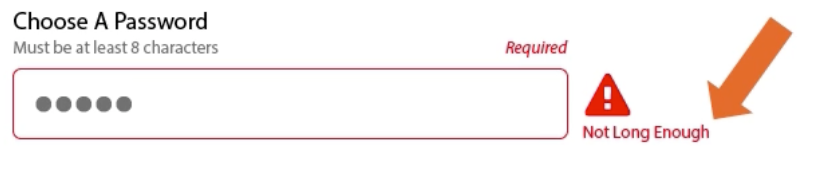 Choose A Password
Must be at least 8 characters
Required
Not Long Enough